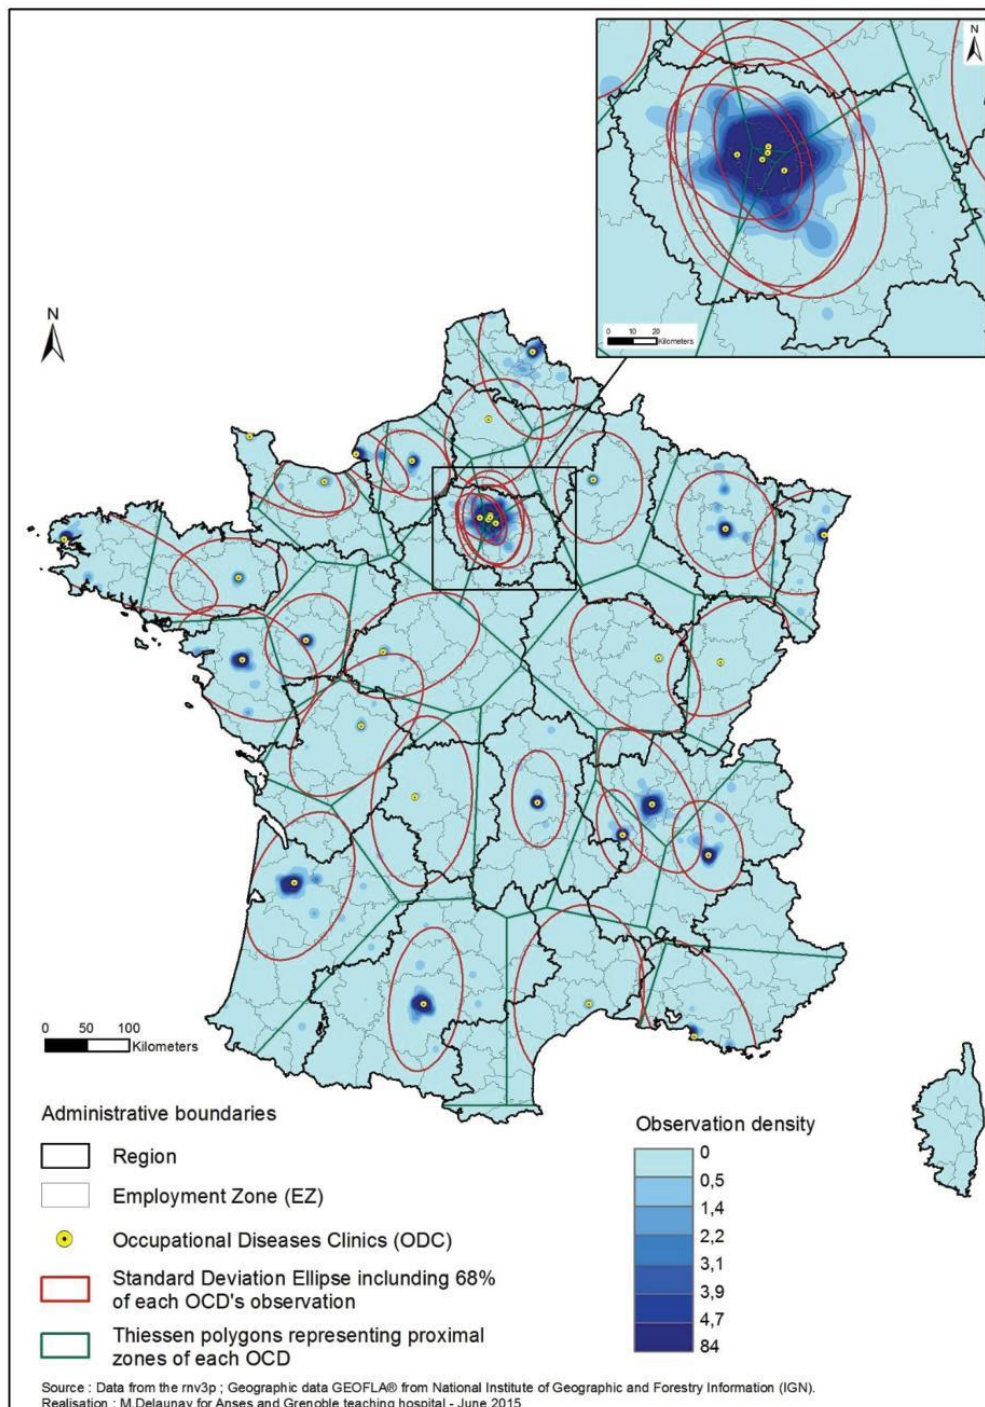 N
0 10 20
Kilometers
N
0 50 100
Kilometers
Administrative boundaries
Region
Employment Zone (EZ)
Occupational Diseases Clinics (ODC)
Standard Deviation Ellipse inclunding 68%
of each OCD's observation
Thiessen polygons representing proximal
zones of each OCD
Observation density
0
0,5
1,4
2,2
3,1
3,9
4,7
84
Source : Data from the rnv3p ; Geographic data GEOFLA® from National Institute of Geographic and Forestry Information (IGN).
Realisation : M.Delaunay for Anses and Grenoble teaching hospital - June 2015